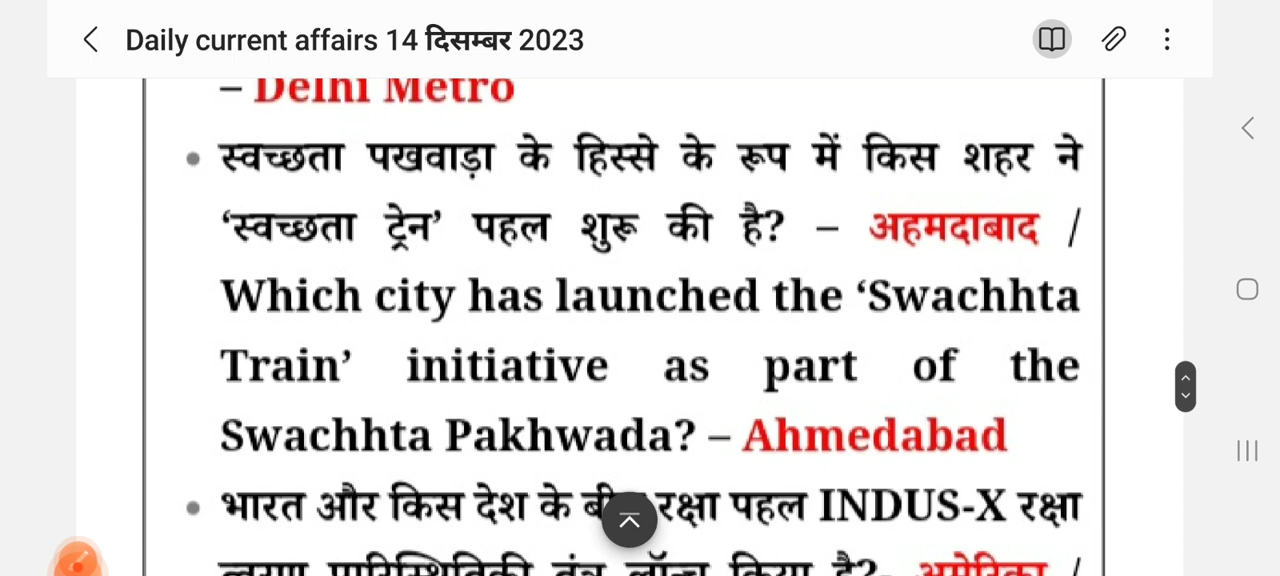 Daily current affairs 14 दिसम्बर 2023
– Delhi Metro
स्वच्छता पखवाड़ा के हिस्से के रूप में किस शहर ने
‘स्वच्छता ट्रेन’ पहल शुरू की है? – अहमदाबाद /
Which city has launched the ‘Swachhta
Train’ initiative as part of the
Swachhta Pakhwada? – Ahmedabad
भारत और किस देश के रक्षा पहल INDUS-X रक्षा
पारिस्थितिकी तंत्र लॉन्च किया है?- अमेरिका /